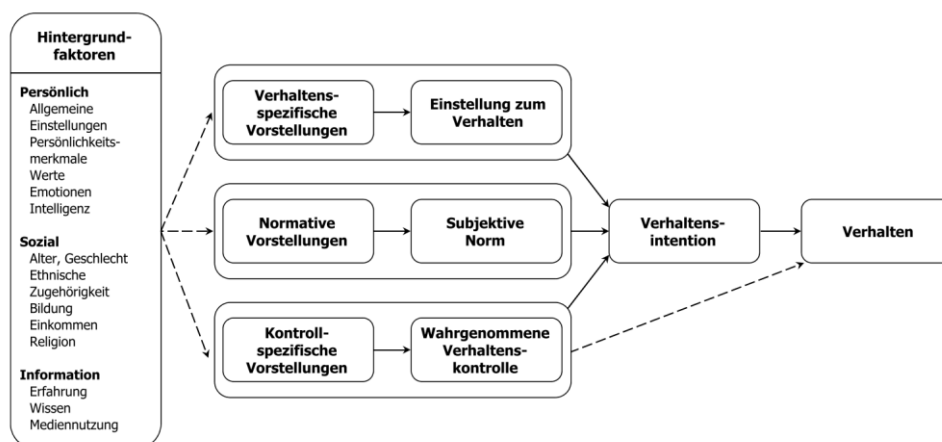 Hintergrund-
faktoren
Persönlich
Allgemeine
Einstellungen
Persönlichkeits-
merkmale
Werte
Emotionen
Intelligenz
Sozial
Alter, Geschlecht
Ethnische
Zugehörigkeit
Bildung
Einkommen
Religion
Information
Erfahrung
Wissen
Mediennutzung
Verhaltens-
spezifische
Vorstellungen
Einstellung zum
Verhalten
Normative
Vorstellungen
Subjektive
Norm
Kontroll-
spezifische
Vorstellungen
Wahrgenommene
Verhaltens-
kontrolle
Verhaltens-
intention
Verhalten